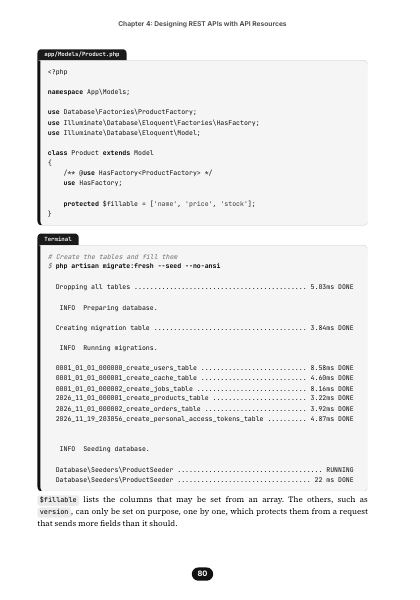 Chapter 4: Designing REST APIs with API Resources
app/Models/Product.php
<?php
namespace App\Models;
use Database\Factories\ProductFactory;
use Illuminate\Database\Eloquent\Factories\HasFactory;
use Illuminate\Database\Eloquent\Model;
class Product extends Model
{
/** @use HasFactory<ProductFactory> */
use HasFactory;
protected $fillable = ['name', 'price', 'stock'];
}
Terminal
# Create the tables and fill them
$ php artisan migrate:fresh --seed --no-ansi
Dropping all tables ............................................ 5.03ms DONE
INFO  Preparing database.
Creating migration table ....................................... 3.84ms DONE
INFO  Running migrations.
0001_01_01_000000_create_users_table ........................... 8.58ms DONE
0001_01_01_000001_create_cache_table ........................... 4.60ms DONE
0001_01_01_000002_create_jobs_table ............................ 8.16ms DONE
2026_11_01_000001_create_products_table ........................ 3.22ms DONE
2026_11_01_000002_create_orders_table .......................... 3.92ms DONE
2026_11_19_203056_create_personal_access_tokens_table .......... 4.87ms DONE
INFO  Seeding database.
Database\Seeders\ProductSeeder ..................................... RUNNING
Database\Seeders\ProductSeeder ................................. 22 ms DONE
$fillable lists the columns that may be set from an array. The others, such as
version, can only be set on purpose, one by one, which protects them from a request
that sends more fields than it should.
80